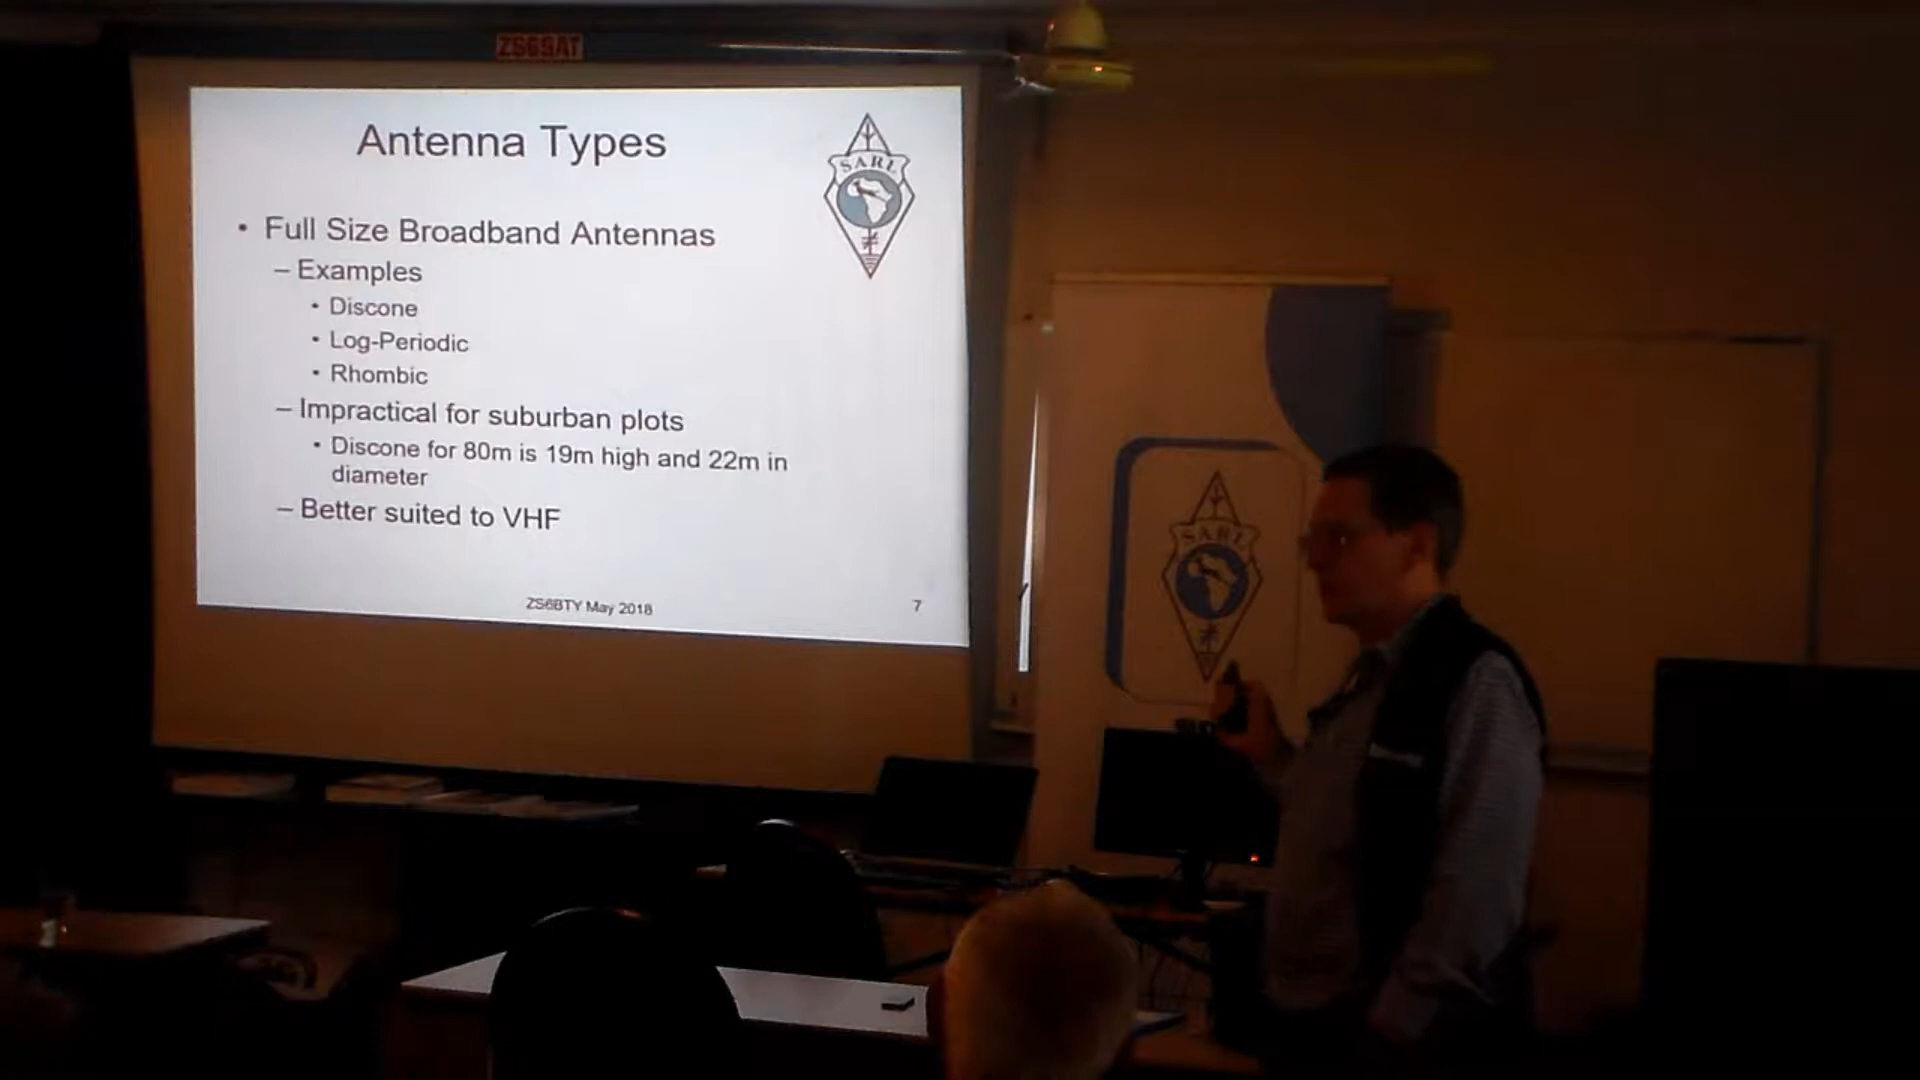 ZS6SAT
Antenna Types
SARL
• Full Size Broadband Antennas
– Examples
• Discone
• Log-Periodic
• Rhombic
– Impractical for suburban plots
• Discone for 80m is 19m high and 22m in
diameter
– Better suited to VHF
ZS6BTY May 2018
7
SARL